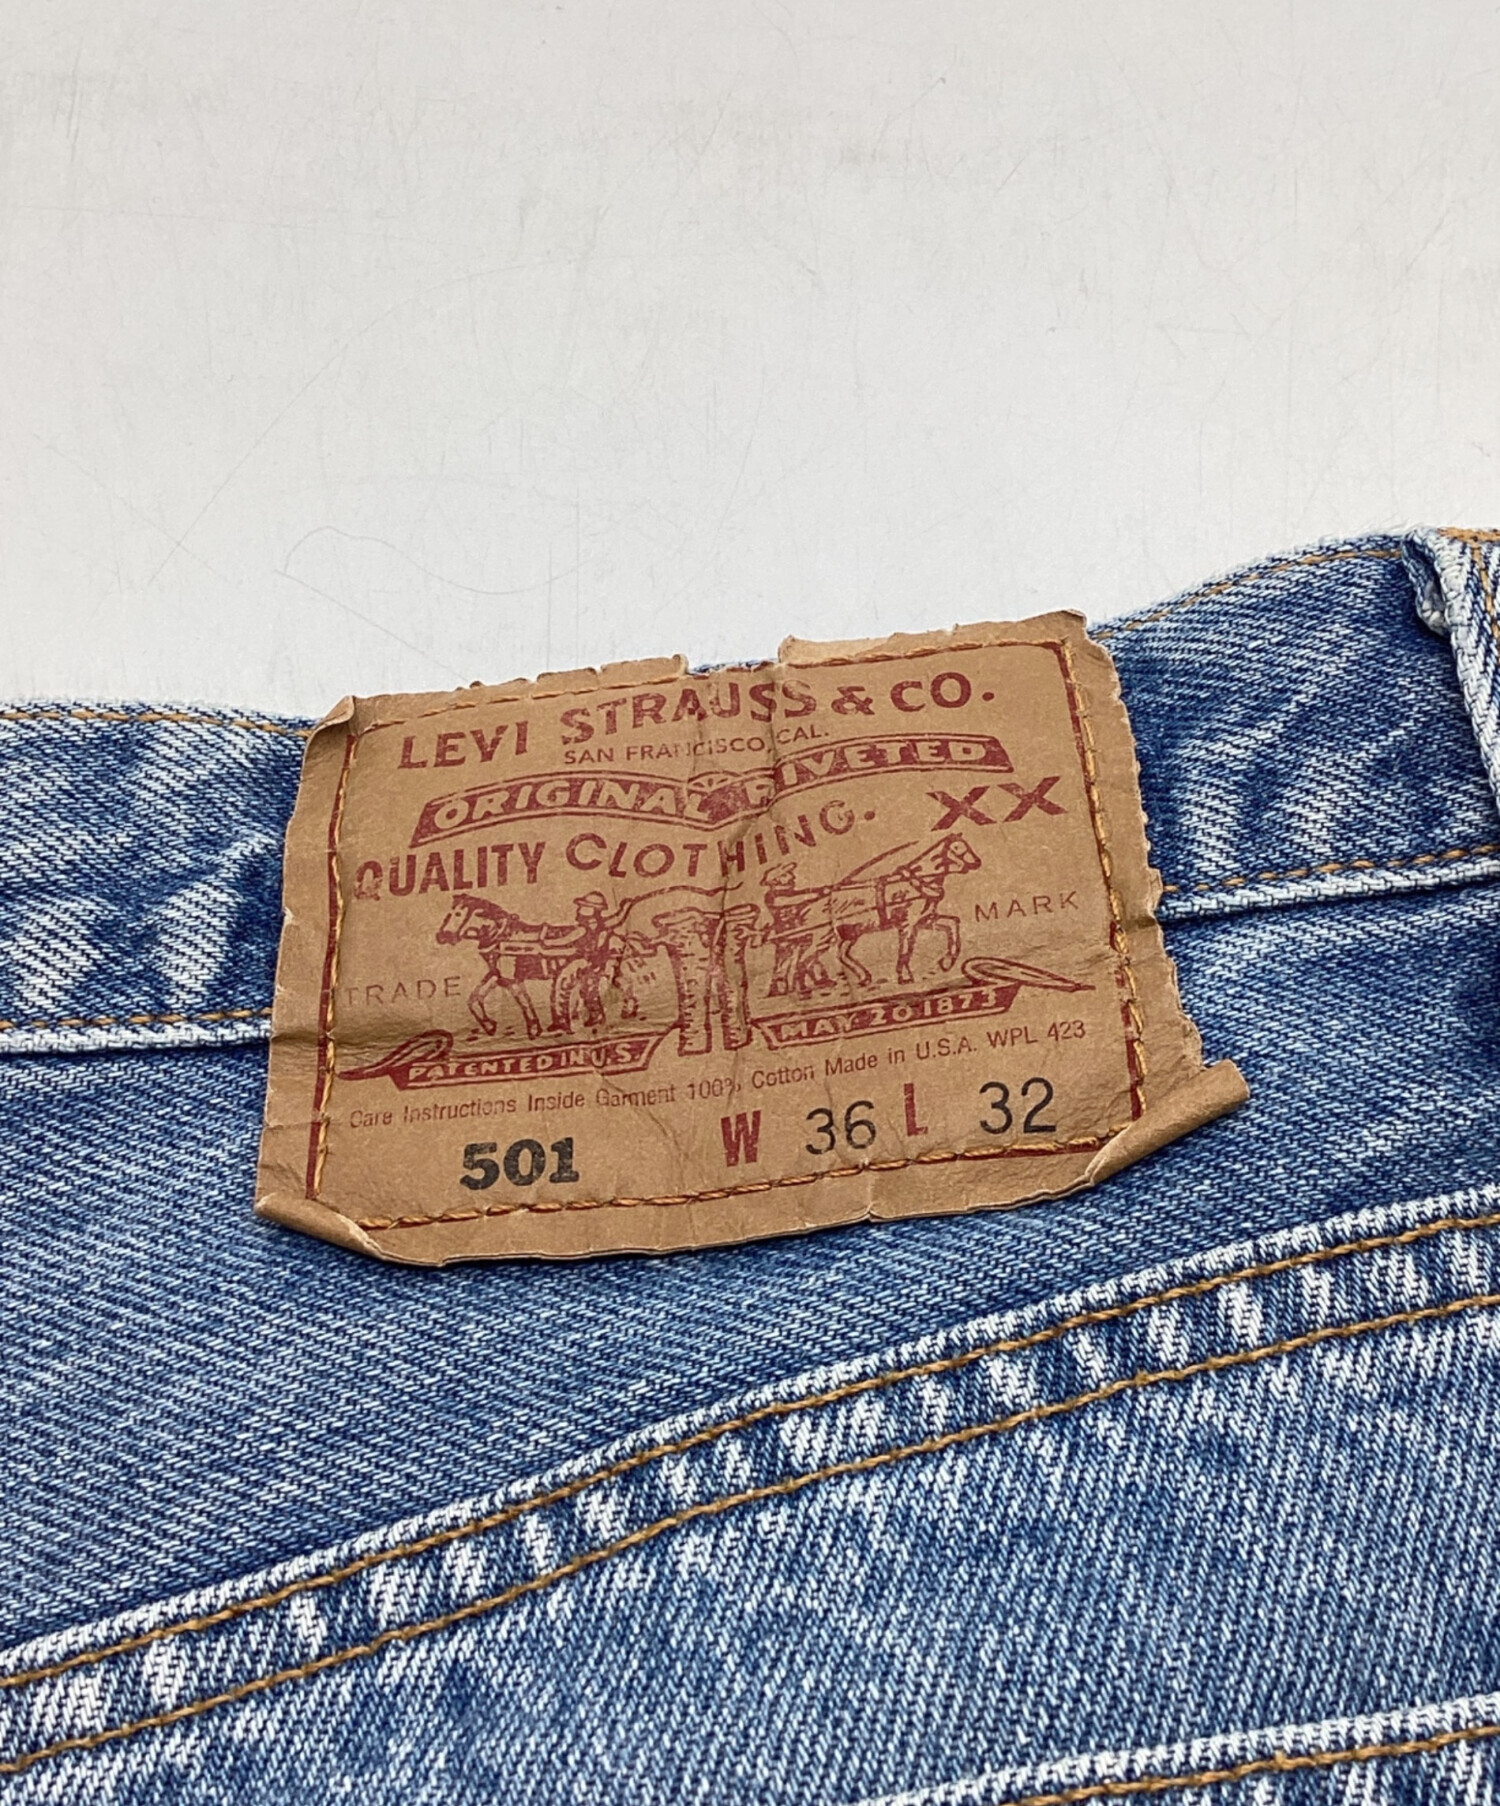 LEVI STRAUSS & CO.
SAN FRANCISCO, CAL.
ORIGINAL RIVETED
QUALITY CLOTHING. XX
TRADE MARK
PATENTED IN U.S. MAY 20 1873
Care Instructions Inside Garment 100% Cotton Made in U.S.A. WPL 423
501 W 36 L 32